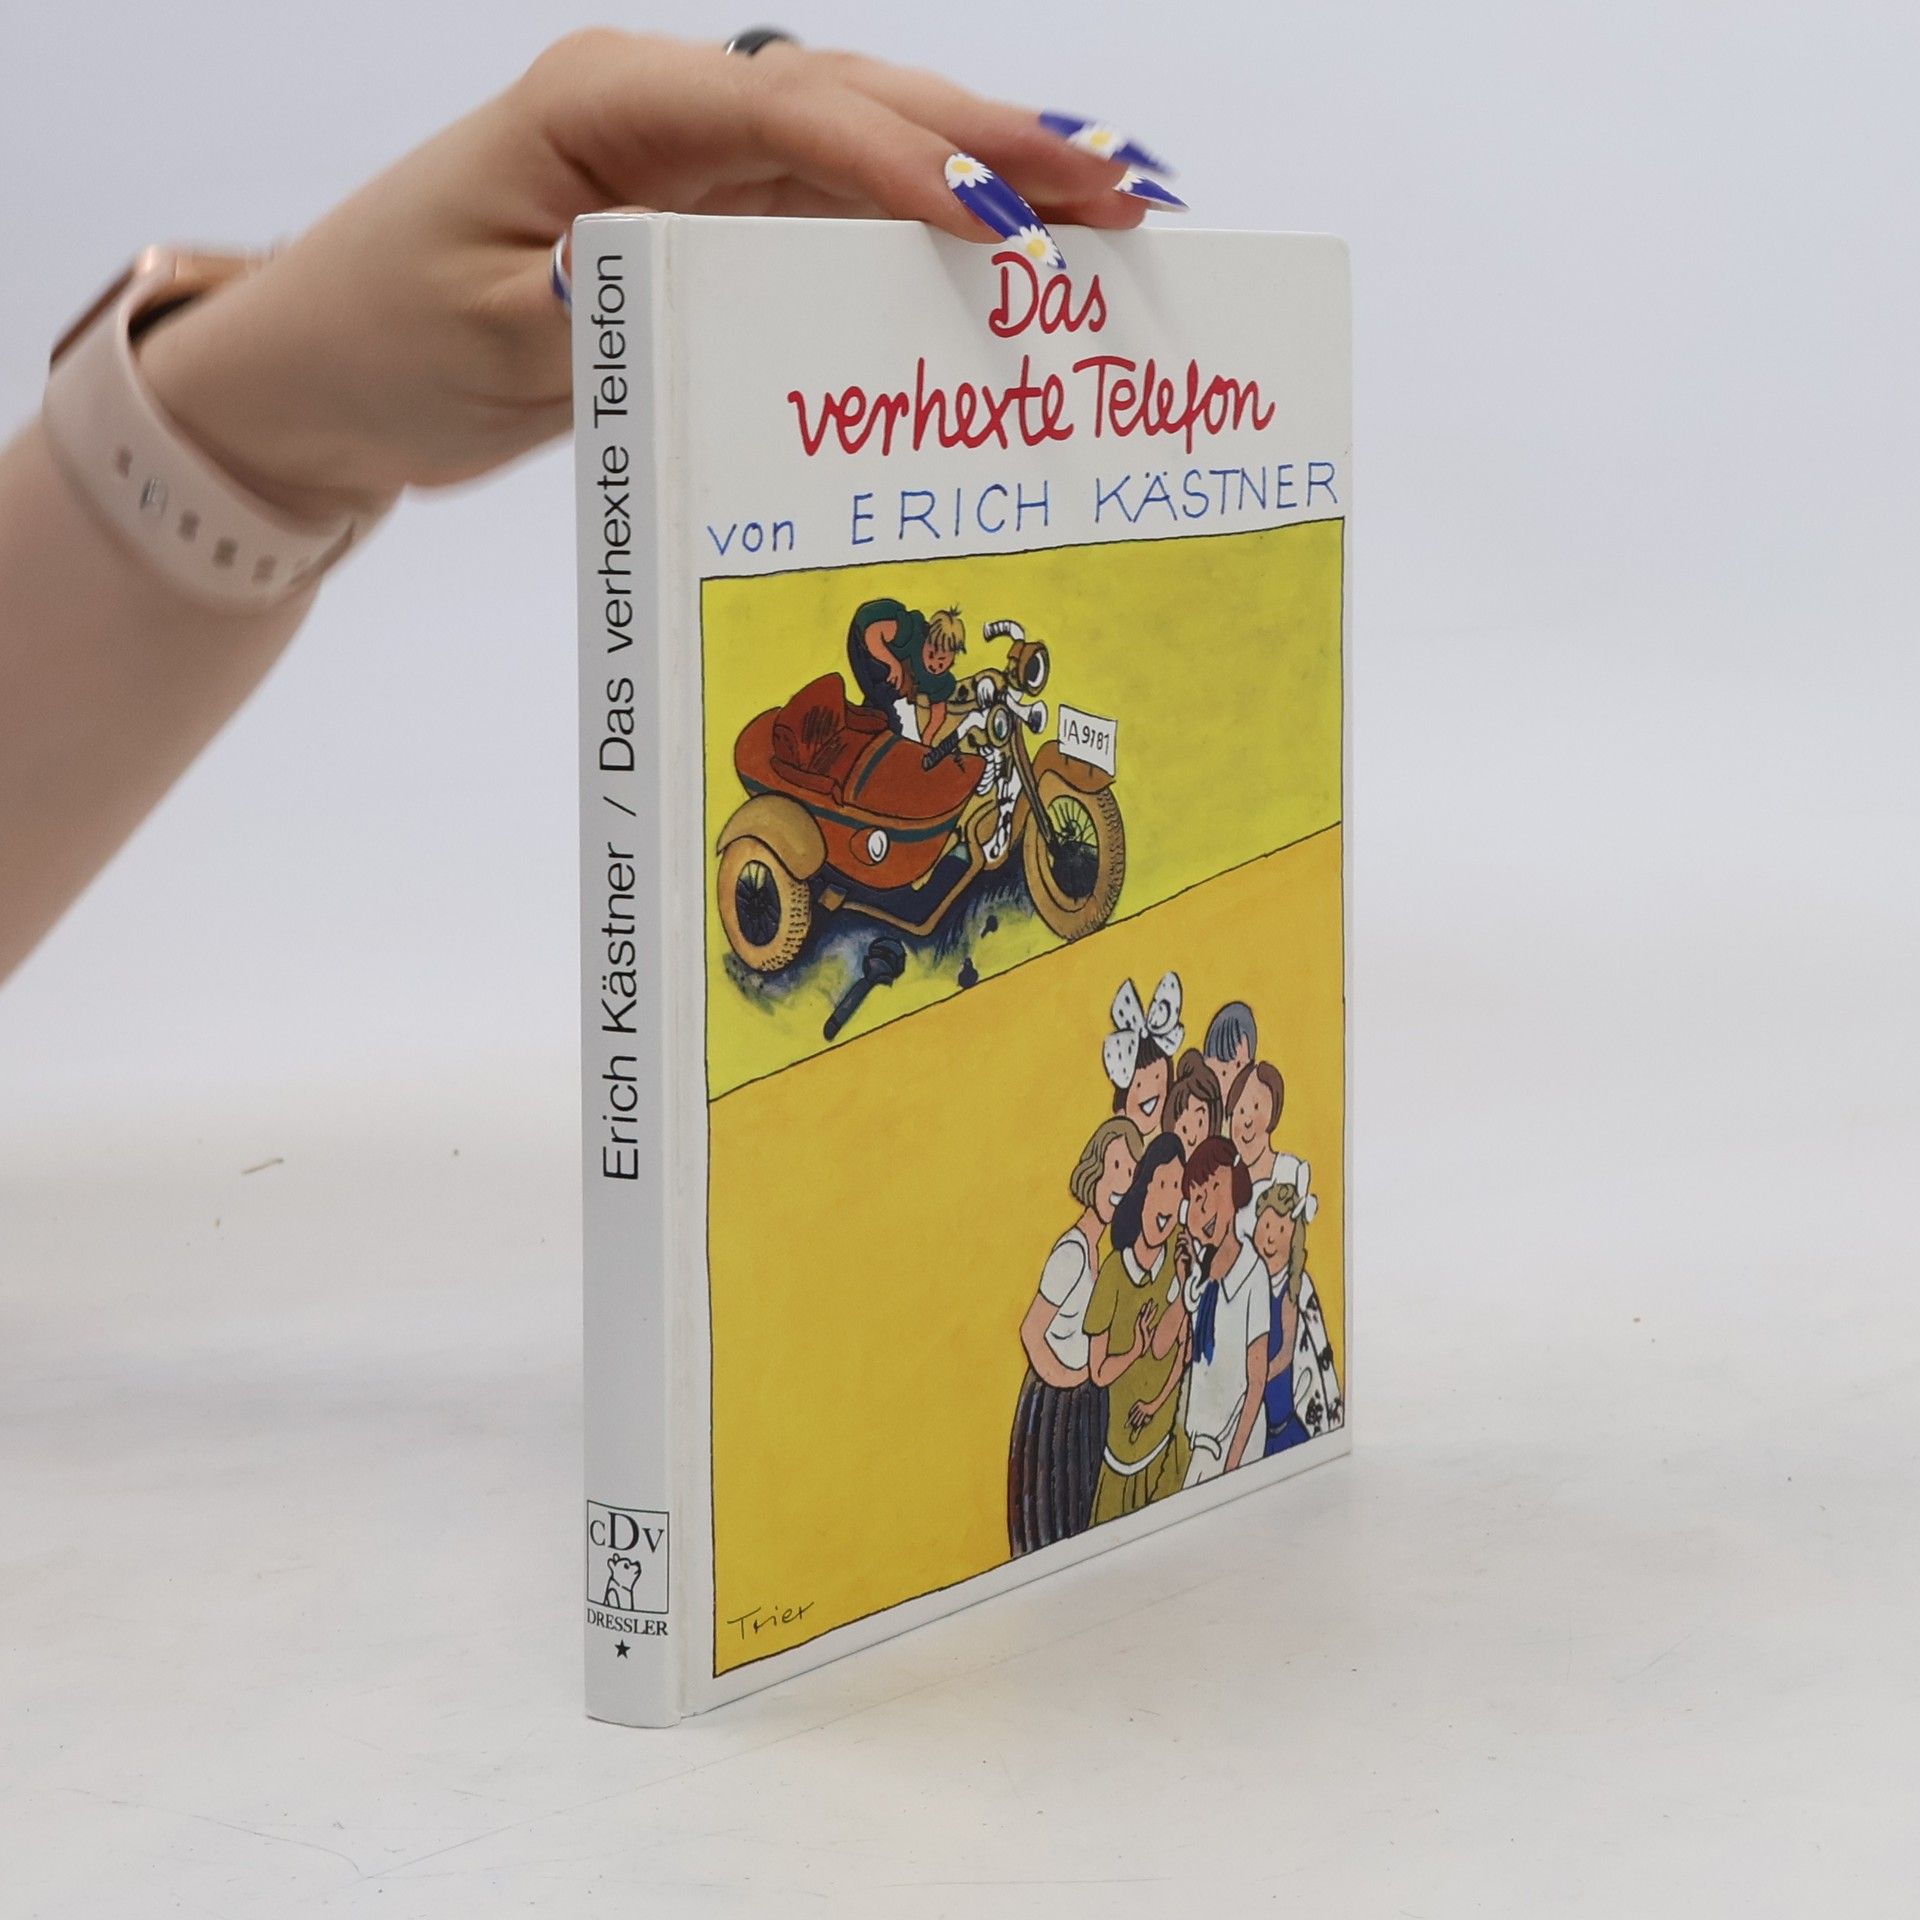 Das
verhexte Telefon
von ERICH KÄSTNER
IA 9781
Trier
Erich Kästner / Das verhexte Telefon
CDV
DRESSLER